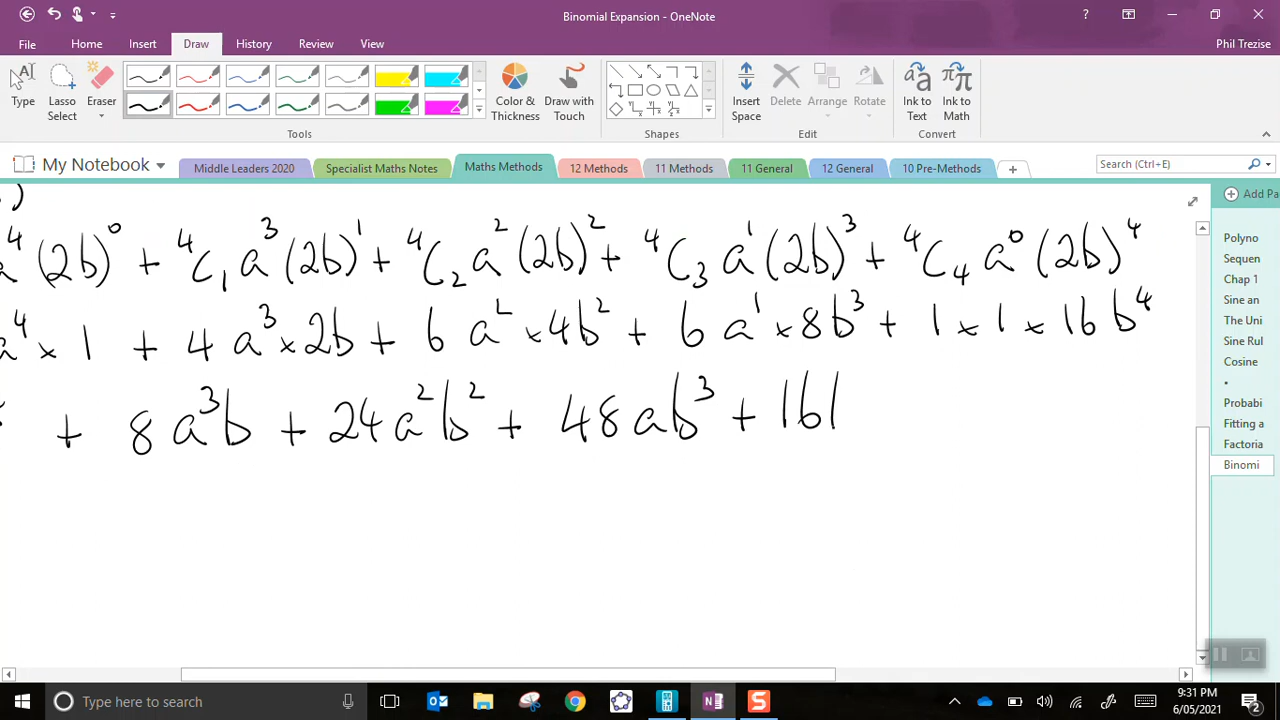 Binomial Expansion - OneNote
File Home Insert Draw History Review View
Phil Trezise
Type Lasso Select Eraser Color & Thickness Draw with Touch Insert Space Delete Arrange Rotate Ink to Text Ink to Math
Tools Shapes Edit Convert
My Notebook Middle Leaders 2020 Specialist Maths Notes Maths Methods 12 Methods 11 Methods 11 General 12 General 10 Pre-Methods Search (Ctrl+E)
Add Pa
)
a⁴ (2b)⁰ + ⁴C₁ a³ (2b)¹ + ⁴C₂ a² (2b)² + ⁴C₃ a¹ (2b)³ + ⁴C₄ a⁰ (2b)⁴
a⁴ × 1 + 4 a³ × 2b + 6 a² × 4b² + 6 a¹ × 8b³ + 1 × 1 × 16 b⁴
+ 8a³b + 24a²b² + 48ab³ + 16
Polyno
Sequen
Chap 1
Sine an
The Uni
Sine Rul
Cosine
•
Probabi
Fitting a
Factoria
Binomi
Type here to search
9:31 PM
6/05/2021
2